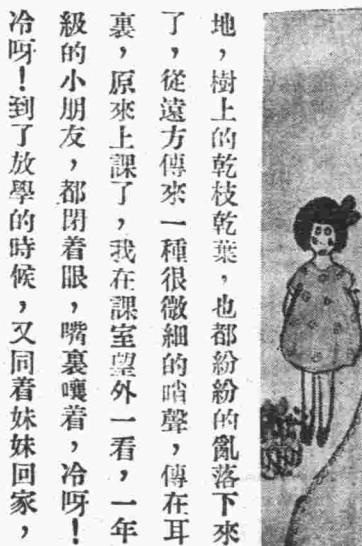 地，樹上的乾枝乾葉，也都紛紛的亂落下來
了，從遠方傳來一種很微細的哨聲，傳在耳
裏，原來上課了，我在課室望外一看，一年
級的小朋友，都閉着眼，嘴裏嚷着，冷呀！
冷呀！到了放學的時候，又同着妹妹回家，